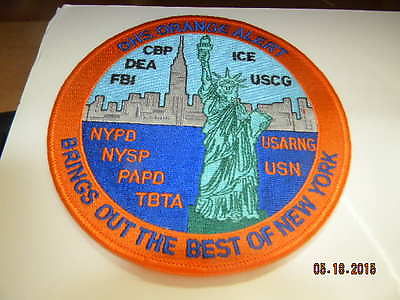 DHS ORANGE ALERT
CBP ICE
DEA
FBI USCG
NYPD USARNG
NYSP USN
PAPD
TBTA
BRINGS OUT THE BEST OF NEW YORK
05.16.2015